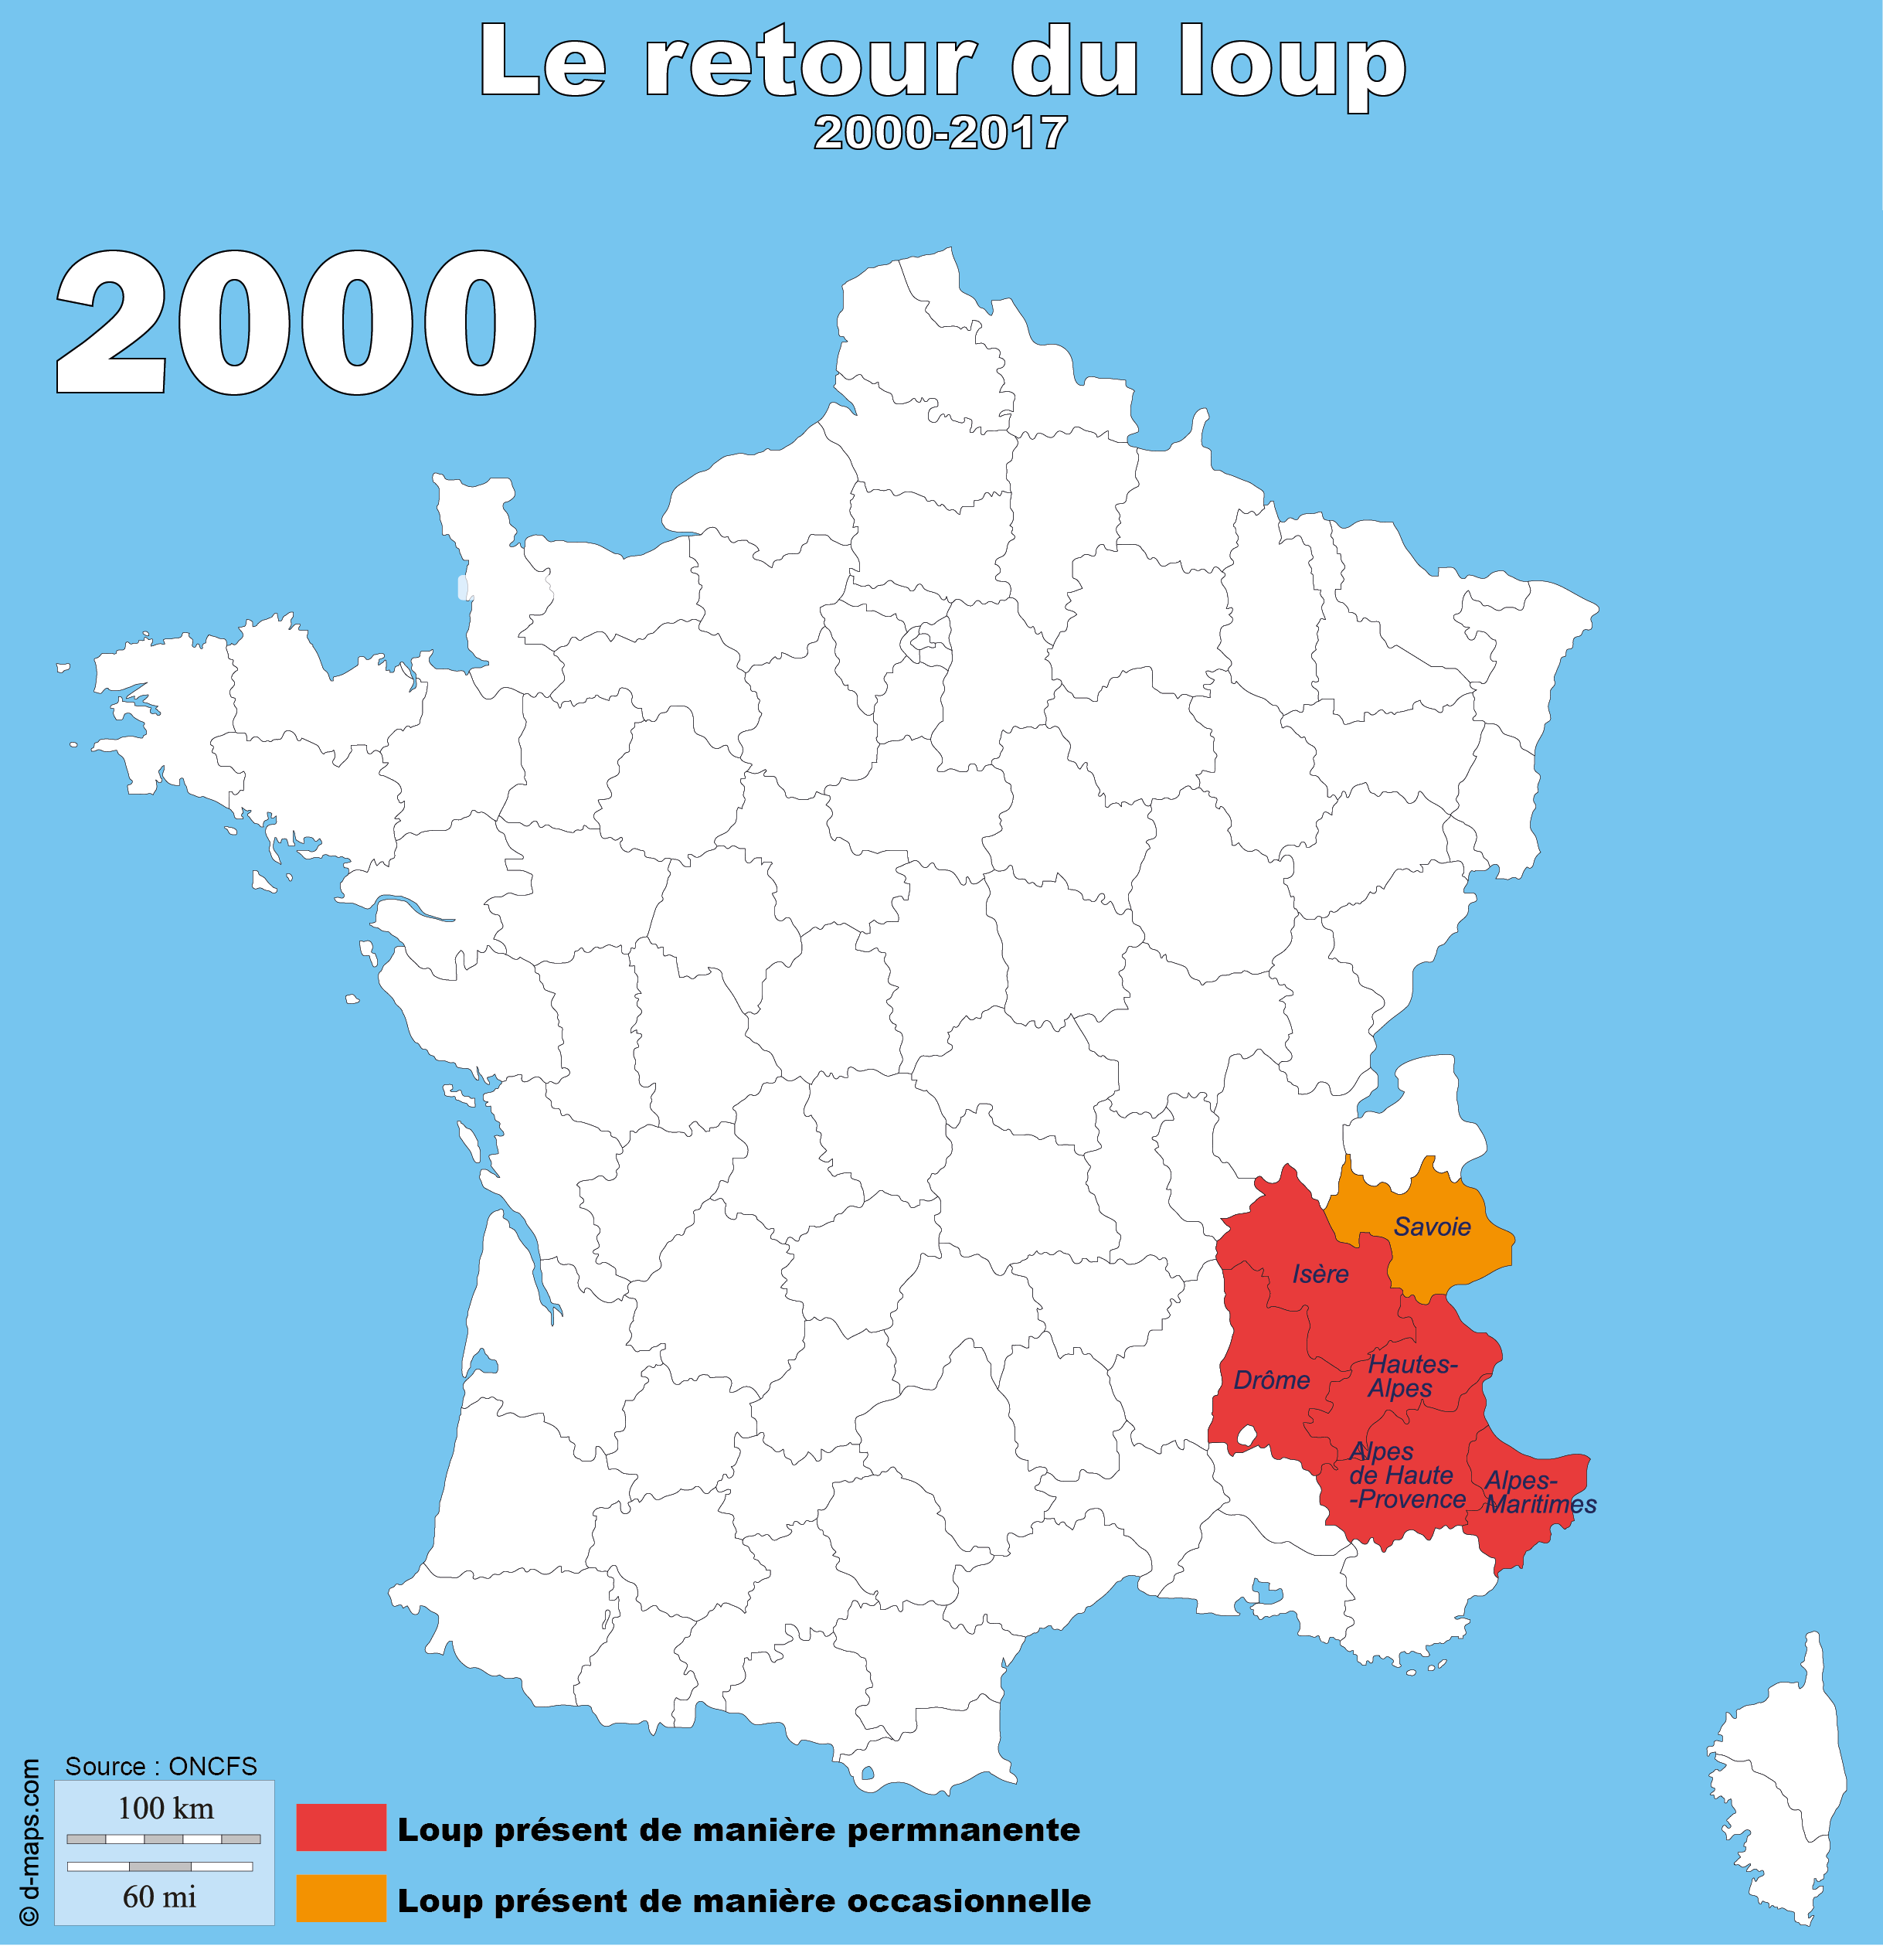 Le retour du loup
2000-2017
2000
Savoie
Isère
Hautes-
Alpes
Drôme
Alpes
de Haute
-Provence
Alpes-
Maritimes
Source : ONCFS
100 km
60 mi
© d-maps.com
Loup présent de manière permnanente
Loup présent de manière occasionnelle